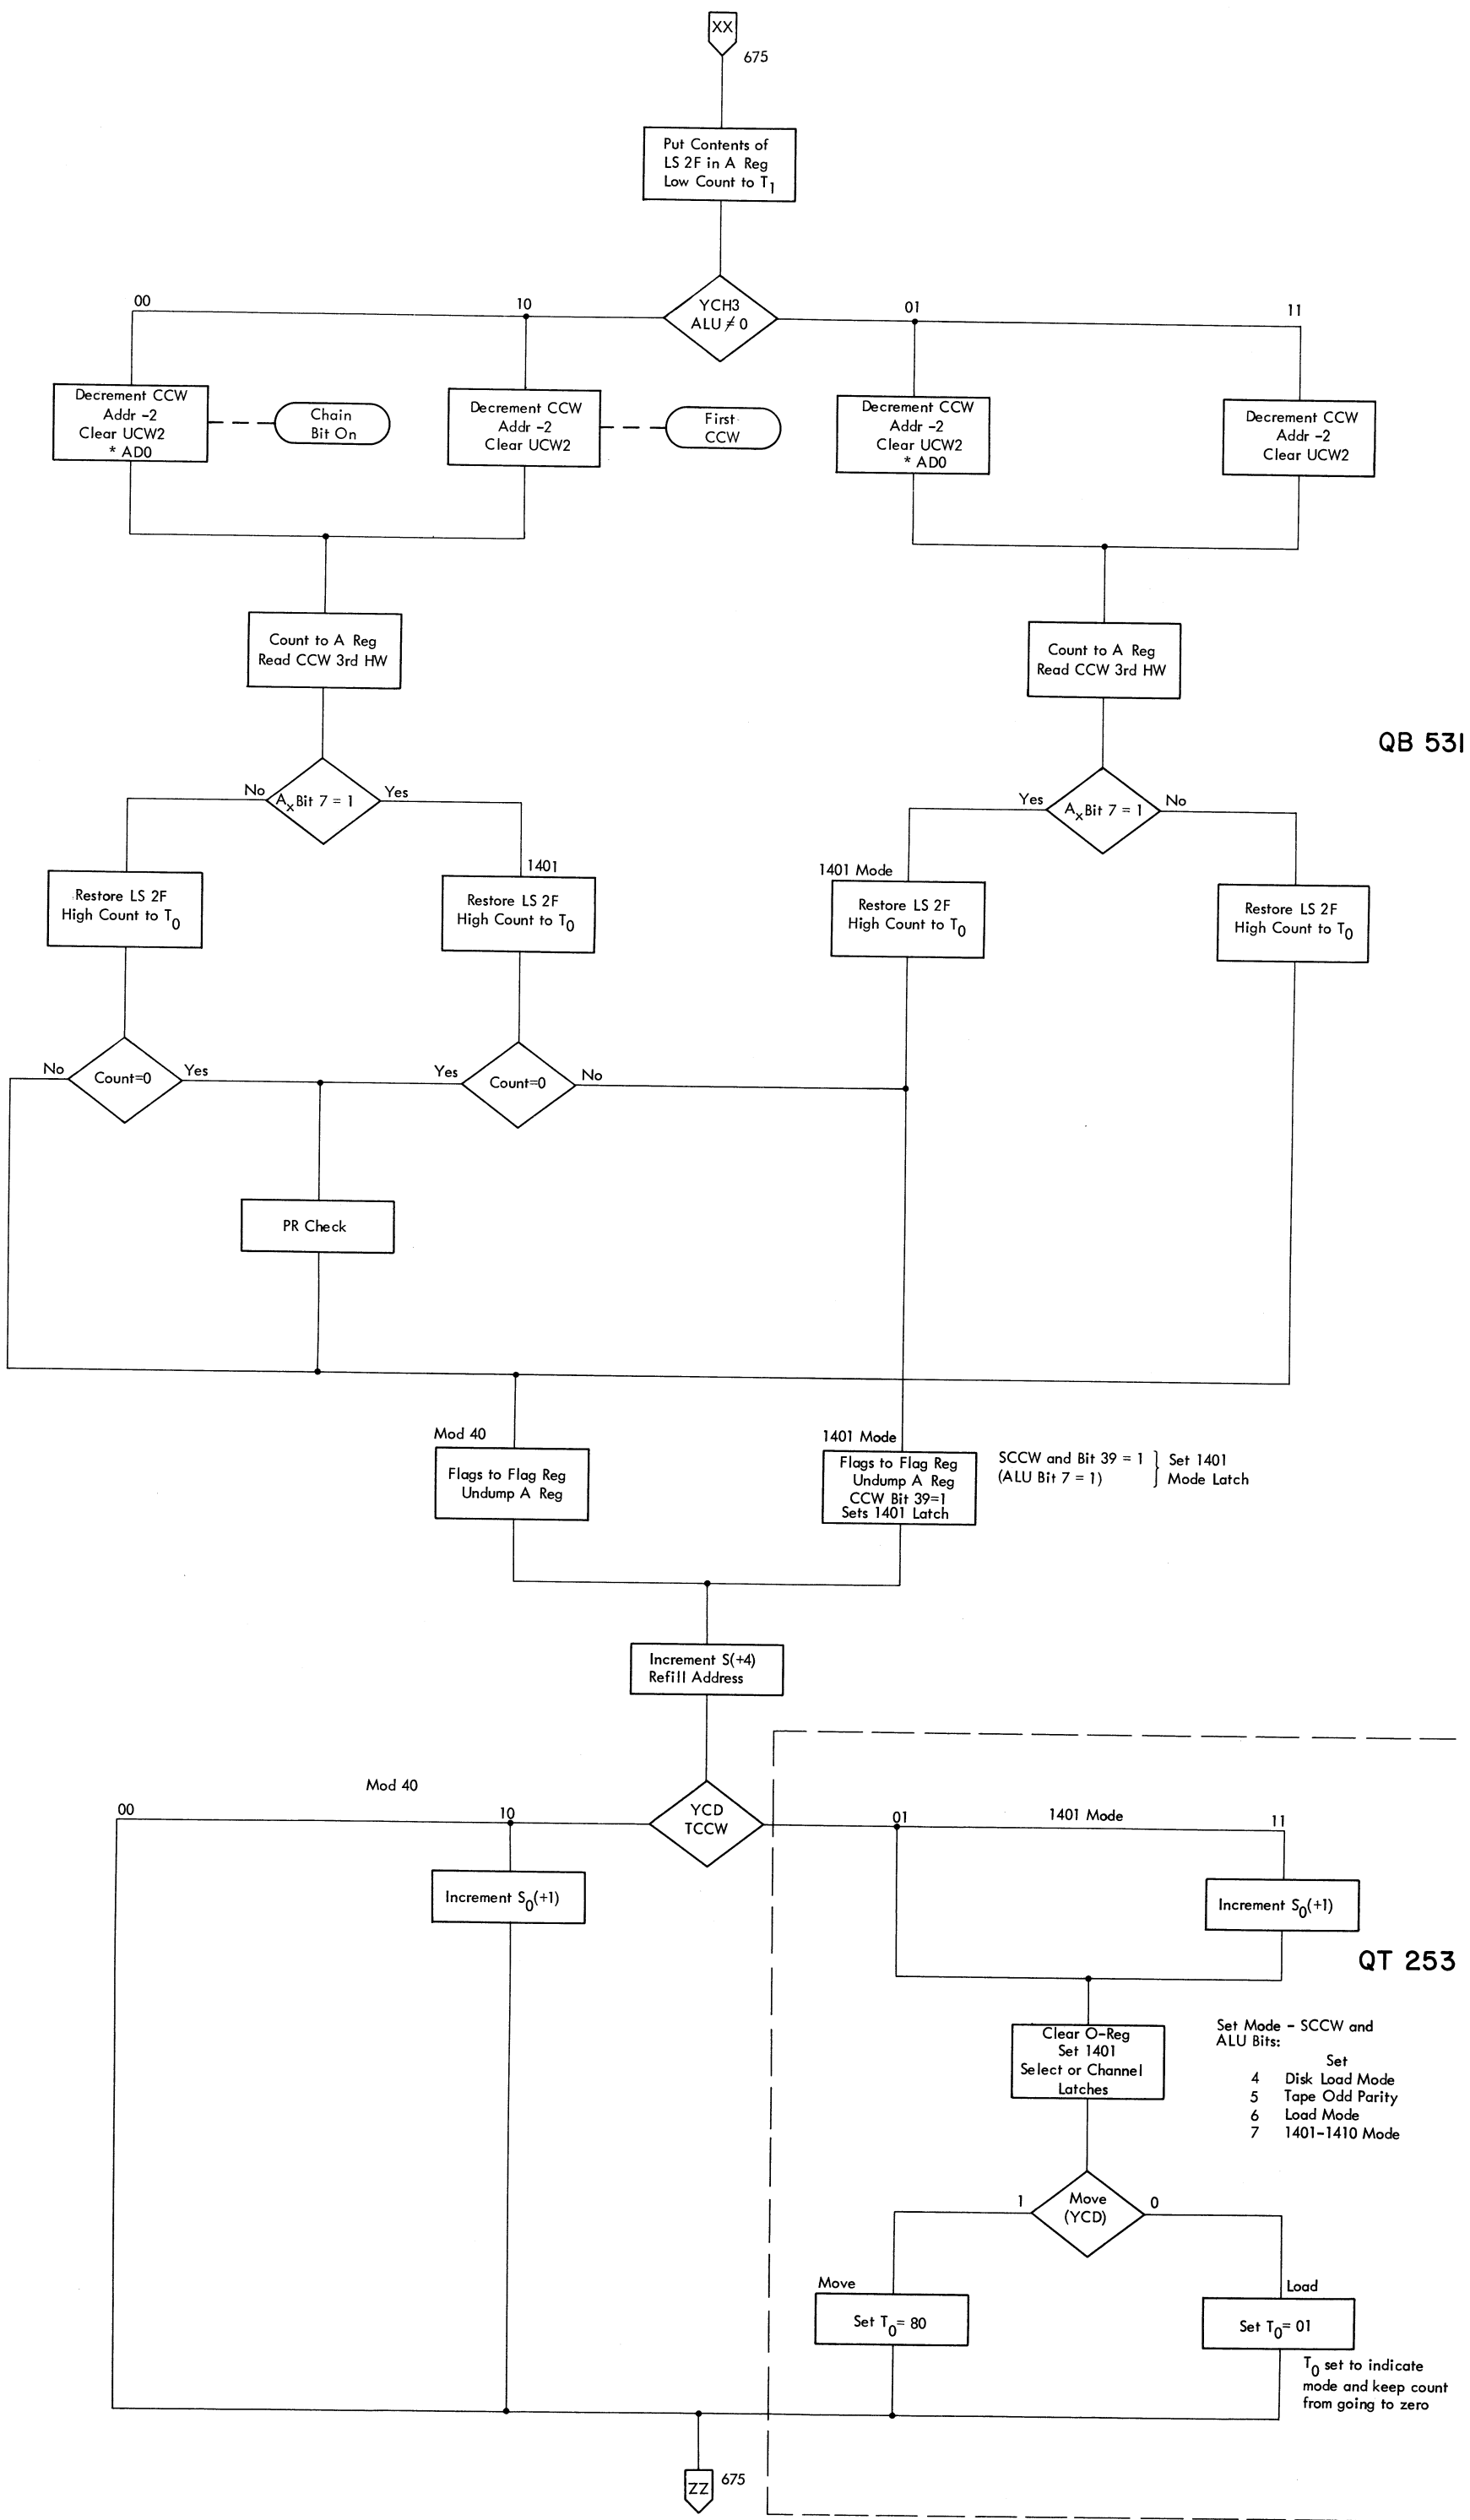 XX
675
Put Contents of
LS 2F in A Reg
Low Count to T1
YCH3
ALU ≠ 0
00
10
01
11
Decrement CCW
Addr -2
Clear UCW2
* AD0
Chain
Bit On
Decrement CCW
Addr -2
Clear UCW2
First
CCW
Decrement CCW
Addr -2
Clear UCW2
* AD0
Decrement CCW
Addr -2
Clear UCW2
Count to A Reg
Read CCW 3rd HW
Count to A Reg
Read CCW 3rd HW
QB 531
No
Ax Bit 7 = 1
Yes
Yes
Ax Bit 7 = 1
No
Restore LS 2F
High Count to T0
1401
Restore LS 2F
High Count to T0
1401 Mode
Restore LS 2F
High Count to T0
Restore LS 2F
High Count to T0
No
Count=0
Yes
Yes
Count=0
No
PR Check
Mod 40
Flags to Flag Reg
Undump A Reg
1401 Mode
Flags to Flag Reg
Undump A Reg
CCW Bit 39=1
Sets 1401 Latch
SCCW and Bit 39 = 1 } Set 1401
(ALU Bit 7 = 1) Mode Latch
Increment S(+4)
Refill Address
Mod 40
00
10
YCD
TCCW
01
1401 Mode
11
Increment S0(+1)
Increment S0(+1)
QT 253
Clear O-Reg
Set 1401
Select or Channel
Latches
Set Mode - SCCW and
ALU Bits:
Set
4 Disk Load Mode
5 Tape Odd Parity
6 Load Mode
7 1401-1410 Mode
1
Move
(YCD)
0
Move
Set T0= 80
Load
Set T0= 01
T0 set to indicate
mode and keep count
from going to zero
ZZ
675